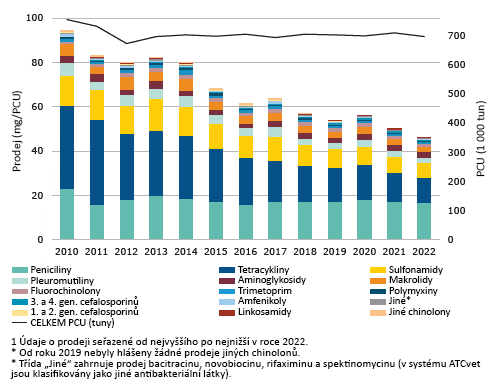 Prodej (mg/PCU)
100
80
60
40
20
0
PCU (1 000 tun)
700
600
500
400
300
200
100
0
2010 2011 2012 2013 2014 2015 2016 2017 2018 2019 2020 2021 2022
Peniciliny Tetracykliny Sulfonamidy
Pleuromutiliny Aminoglykosidy Makrolidy
Fluorochinolony Trimetoprim Polymyxiny
3. a 4. gen. cefalosporinů Amfenikoly Jiné*
1. a 2. gen. cefalosporinů Linkosamidy Jiné chinolony
CELKEM PCU (tuny)
1 Údaje o prodeji seřazené od nejvyššího po nejnižší v roce 2022.
* Od roku 2019 nebyly hlášeny žádné prodeje jiných chinolonů.
* Třída „Jiné“ zahrnuje prodej bacitracinu, novobiocinu, rifaximinu a spektinomycinu (v systému ATCvet
jsou klasifikovány jako jiné antibakteriální látky).